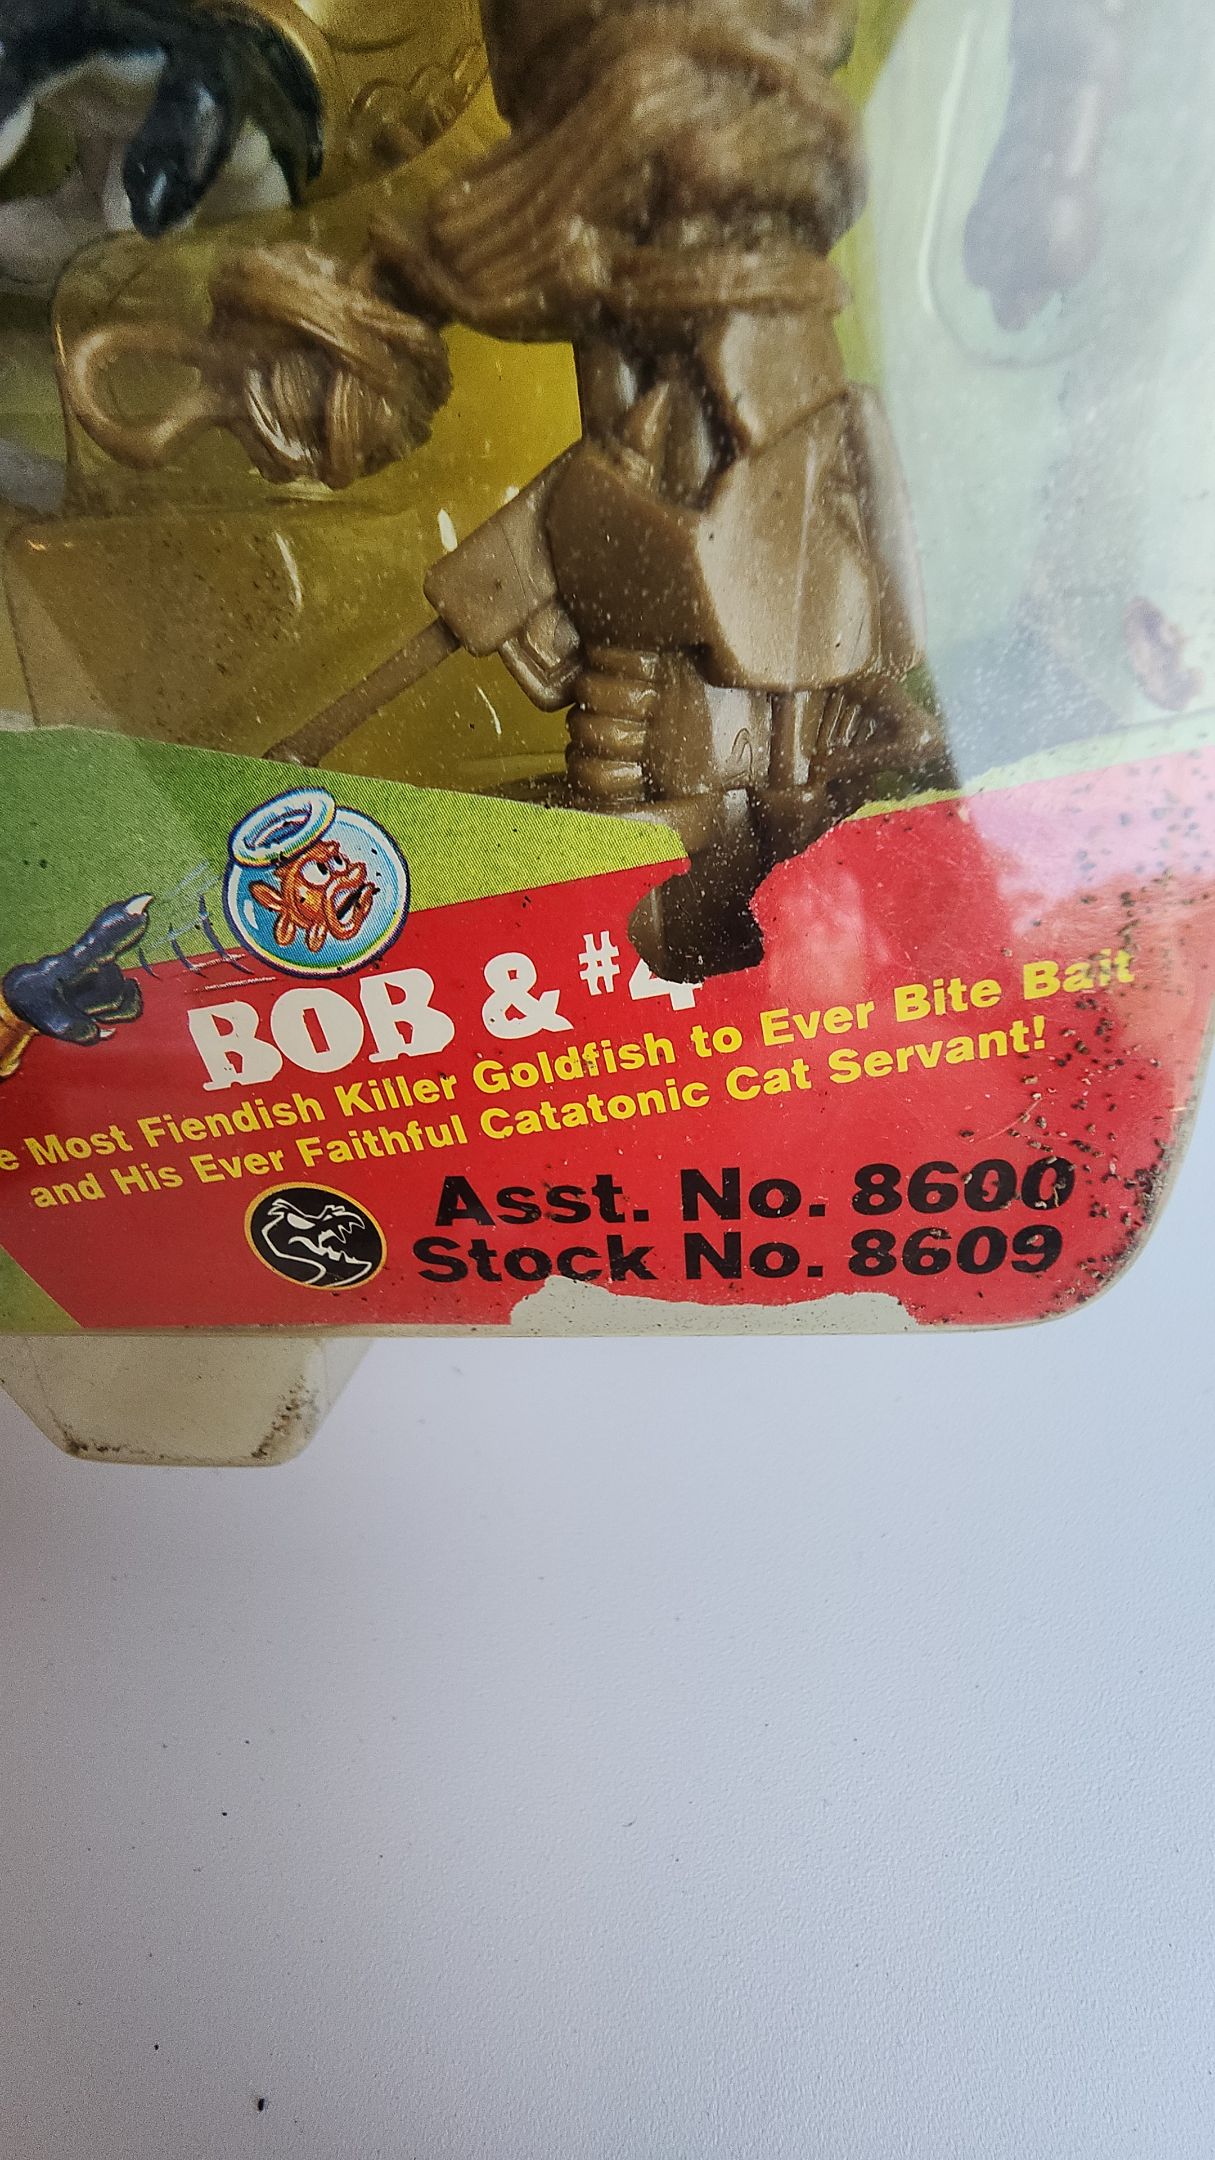 BOB & #4
Most Fiendish Killer Goldfish to Ever Bite Bait
and His Ever Faithful Catatonic Cat Servant!
Asst. No. 8600
Stock No. 8609